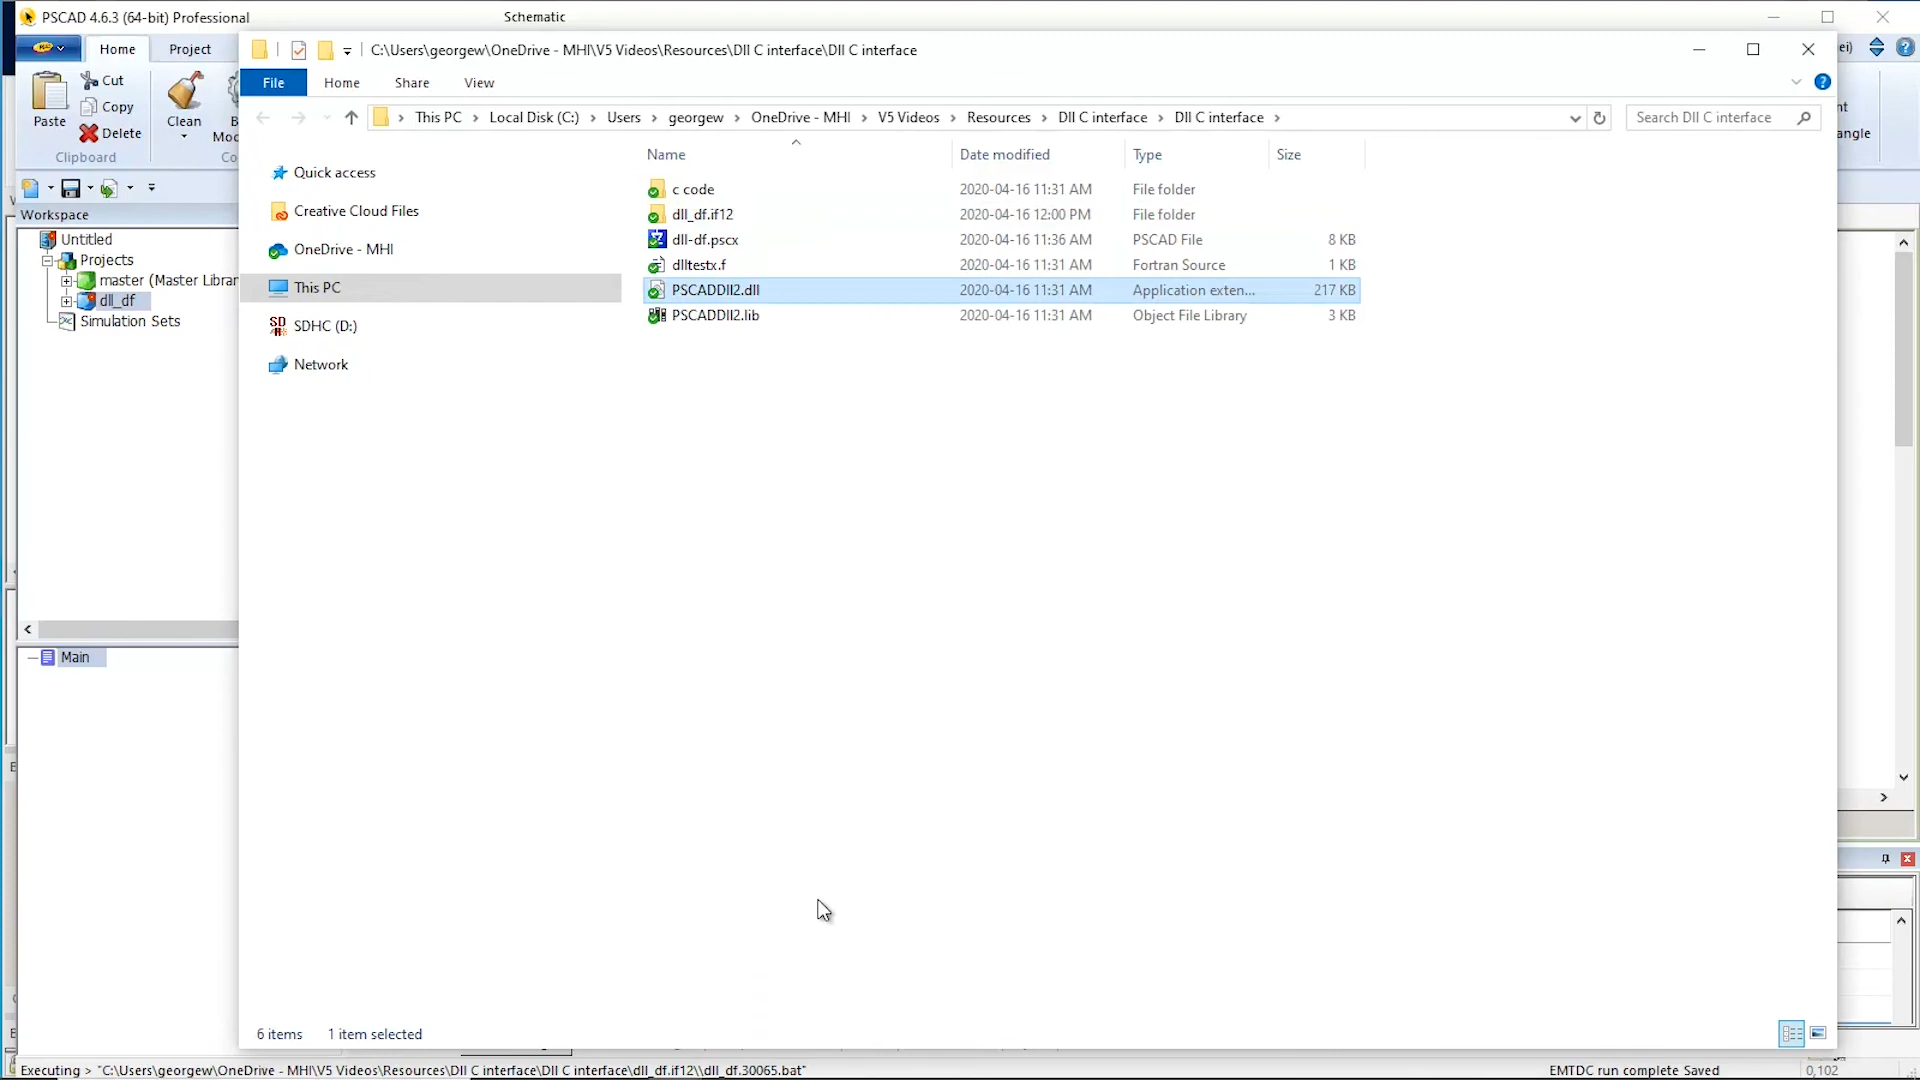 PSCAD 4.6.3 (64-bit) Professional
Schematic
Home
Project
C:\Users\georgew\OneDrive - MHI\V5 Videos\Resources\Dll C interface\Dll C interface
File
Home
Share
View
Cut
Copy
Delete
Paste
Clipboard
Clean
This PC
Local Disk (C:)
Users
georgew
OneDrive - MHI
V5 Videos
Resources
Dll C interface
Dll C interface
Search Dll C interface
Workspace
Untitled
Projects
master (Master Librar
dll_df
Simulation Sets
Main
Quick access
Creative Cloud Files
OneDrive - MHI
This PC
SDHC (D:)
Network
Name Date modified Type Size
c code 2020-04-16 11:31 AM File folder
dll_df.if12 2020-04-16 12:00 PM File folder
dll-df.pscx 2020-04-16 11:36 AM PSCAD File 8 KB
dlltestx.f 2020-04-16 11:31 AM Fortran Source 1 KB
PSCADDll2.dll 2020-04-16 11:31 AM Application exten... 217 KB
PSCADDll2.lib 2020-04-16 11:31 AM Object File Library 3 KB
6 items
1 item selected
Executing > "C:\Users\georgew\OneDrive - MHI\V5 Videos\Resources\Dll C interface\Dll C interface\dll_df.if12\\dll_df.30065.bat"
EMTDC run complete Saved
0,102